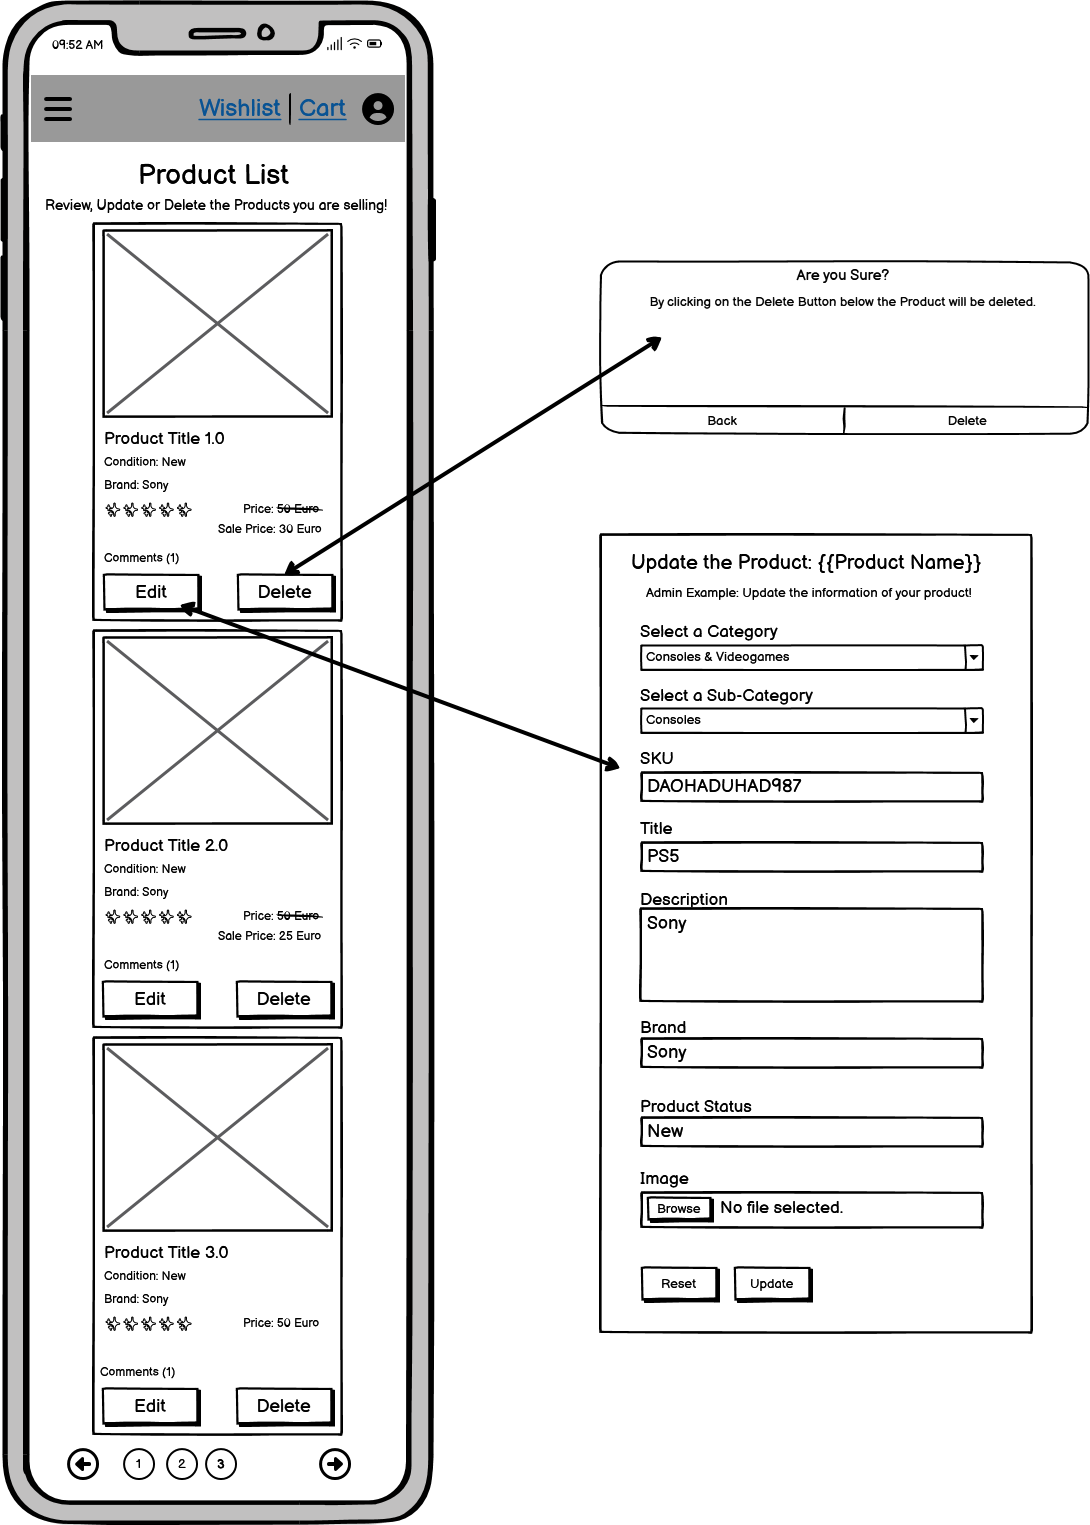 09:52 AM
Wishlist | Cart
Product List
Review, Update or Delete the Products you are selling!
Product Title 1.0
Condition: New
Brand: Sony
Price: 50 Euro
Sale Price: 30 Euro
Comments (1)
Edit
Delete
Product Title 2.0
Condition: New
Brand: Sony
Price: 50 Euro
Sale Price: 25 Euro
Comments (1)
Edit
Delete
Product Title 3.0
Condition: New
Brand: Sony
Price: 50 Euro
Comments (1)
Edit
Delete
1
2
3
Are you Sure?
By clicking on the Delete Button below the Product will be deleted.
Back
Delete
Update the Product: {{Product Name}}
Admin Example: Update the information of your product!
Select a Category
Consoles & Videogames
Select a Sub-Category
Consoles
SKU
DAOHADUHAD987
Title
PS5
Description
Sony
Brand
Sony
Product Status
New
Image
Browse
No file selected.
Reset
Update